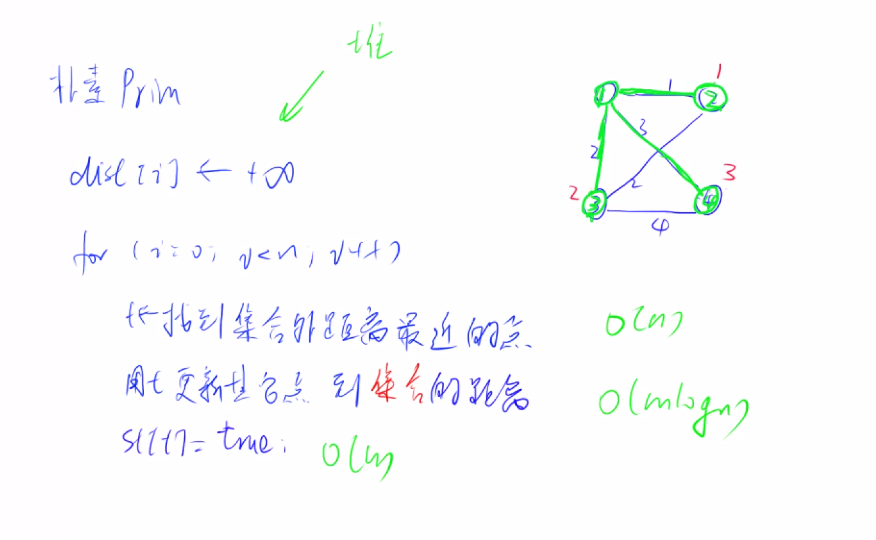 堆
朴素 Prim
dist[i] ← +∞
for (i=0; i<n; i++)
t← 找到集合外距离最近的点 O(n)
用t更新其它点 到集合的距离 O(mlogn)
s[t]= true; O(n)
1
1
1
2
3
2
2
2
3
3
4
4